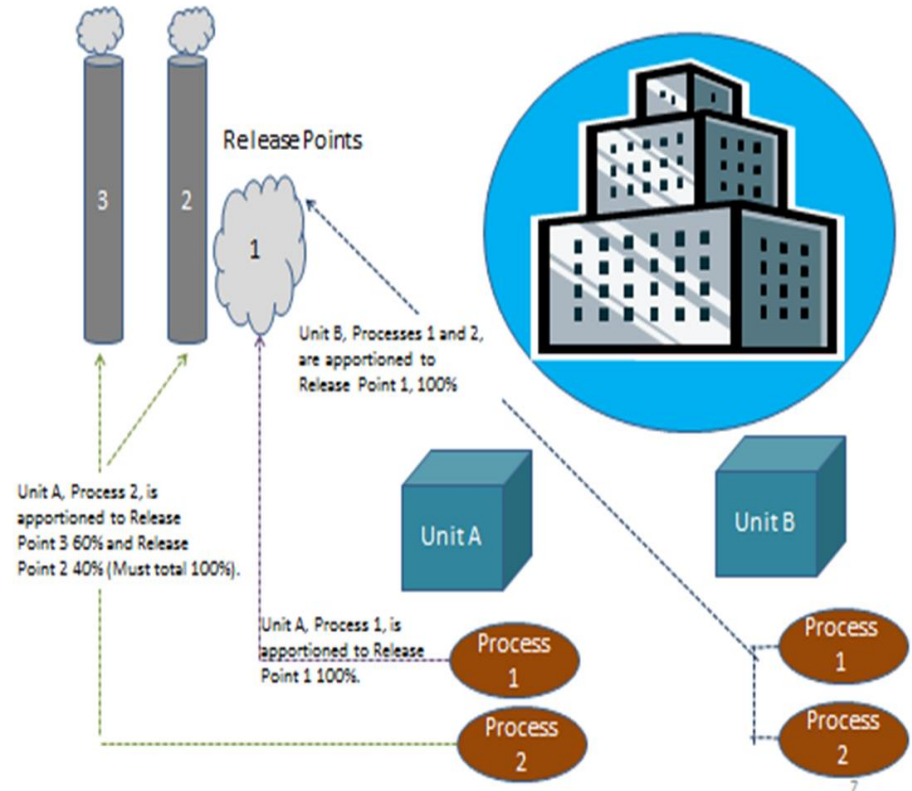 Release Points
3
2
1
Unit B, Processes 1 and 2,
are apportioned to
Release Point 1, 100%
Unit A, Process 2, is
apportioned to Release
Point 3 60% and Release
Point 2 40% (Must total 100%).
Unit A
Unit B
Unit A, Process 1, is
apportioned to Release
Point 1 100%.
Process
1
Process
2
Process
1
Process
2
7